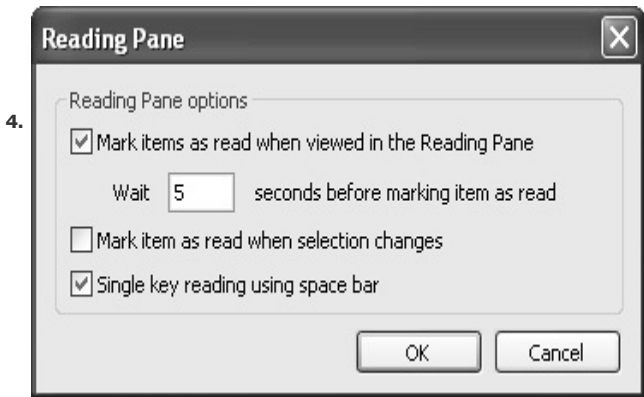 Reading Pane
Reading Pane options
4.
Mark items as read when viewed in the Reading Pane
Wait 5 seconds before marking item as read
Mark item as read when selection changes
Single key reading using space bar
OK Cancel